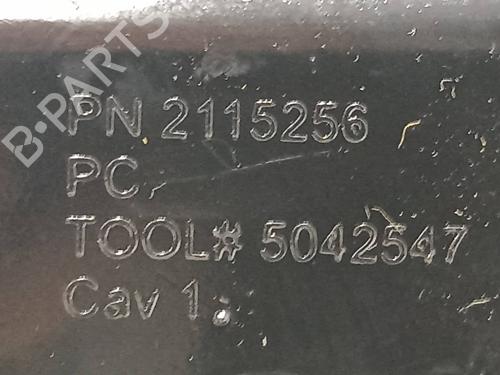 B-PARTS
PN 2115256
PC
TOOL# 5042547
Cav 1.